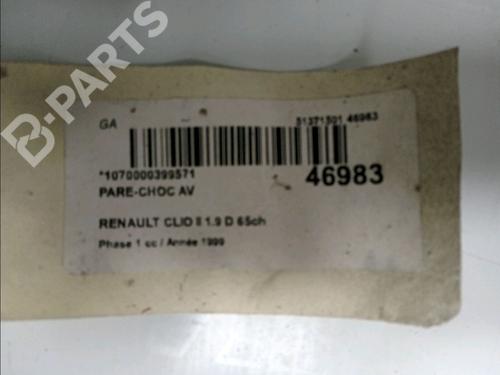 B-PARTS
GA 51371501 46983
*1070000399571 46983
PARE-CHOC AV
RENAULT CLIO II 1.9 D 65ch
Phase 1 cc / Année 1999